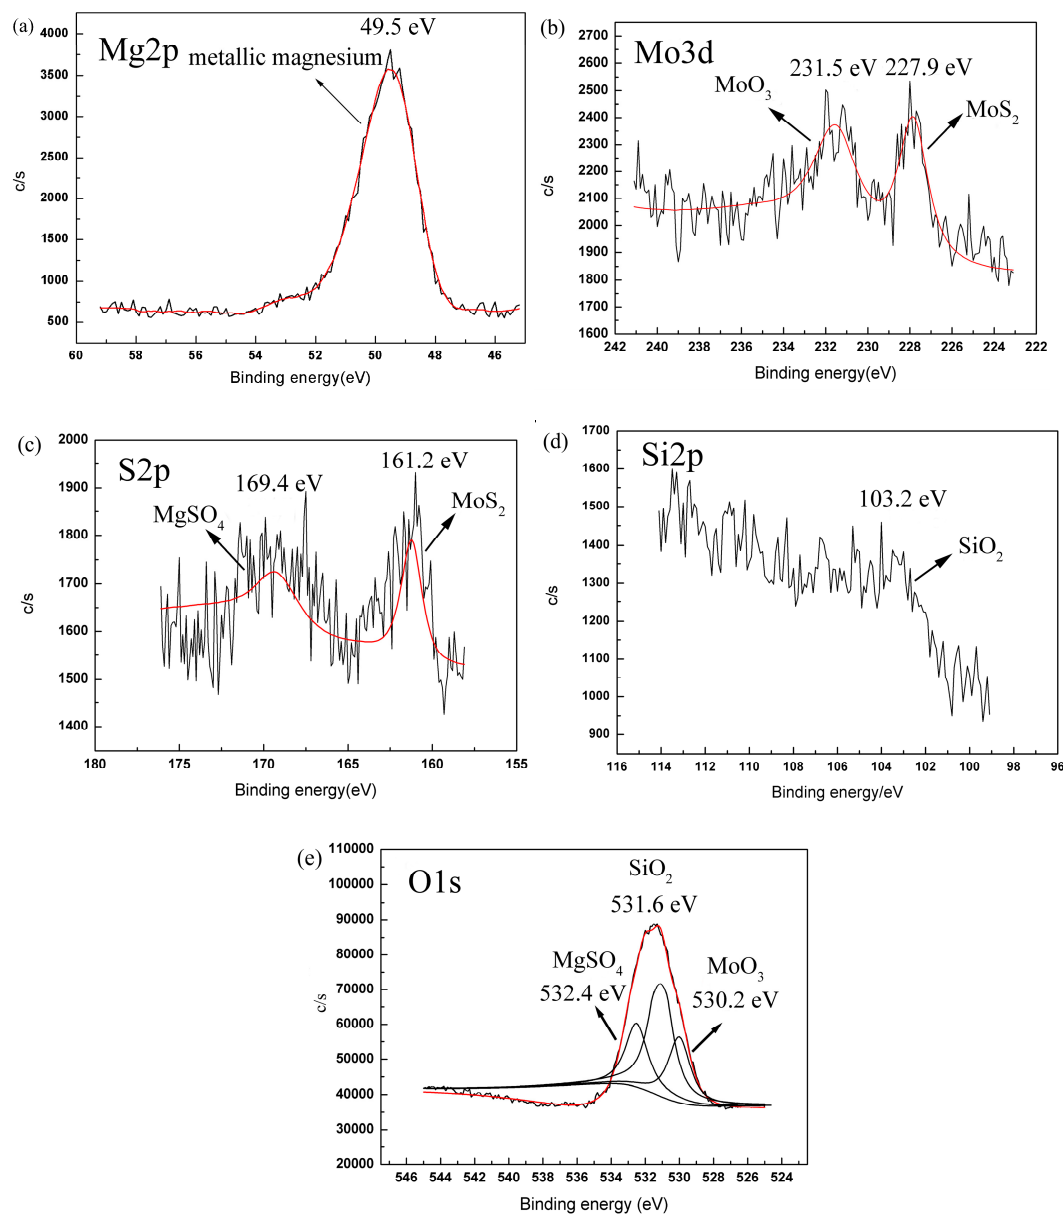 (a)
49.5 eV
Mg2p
metallic magnesium
c/s
4000
3500
3000
2500
2000
1500
1000
500
60 58 56 54 52 50 48 46
Binding energy(eV)
(b)
Mo3d
231.5 eV 227.9 eV
MoO3
MoS2
c/s
2700
2600
2500
2400
2300
2200
2100
2000
1900
1800
1700
1600
242 240 238 236 234 232 230 228 226 224 222
Binding energy(eV)
(c)
S2p
161.2 eV
169.4 eV
MgSO4
MoS2
c/s
2000
1900
1800
1700
1600
1500
1400
180 175 170 165 160 155
Binding energy(eV)
(d)
Si2p
103.2 eV
SiO2
c/s
1700
1600
1500
1400
1300
1200
1100
1000
900
116 114 112 110 108 106 104 102 100 98 96
Binding energy/eV
(e)
O1s
SiO2
531.6 eV
MgSO4
532.4 eV
MoO3
530.2 eV
c/s
110000
100000
90000
80000
70000
60000
50000
40000
30000
20000
546 544 542 540 538 536 534 532 530 528 526 524
Binding energy (eV)